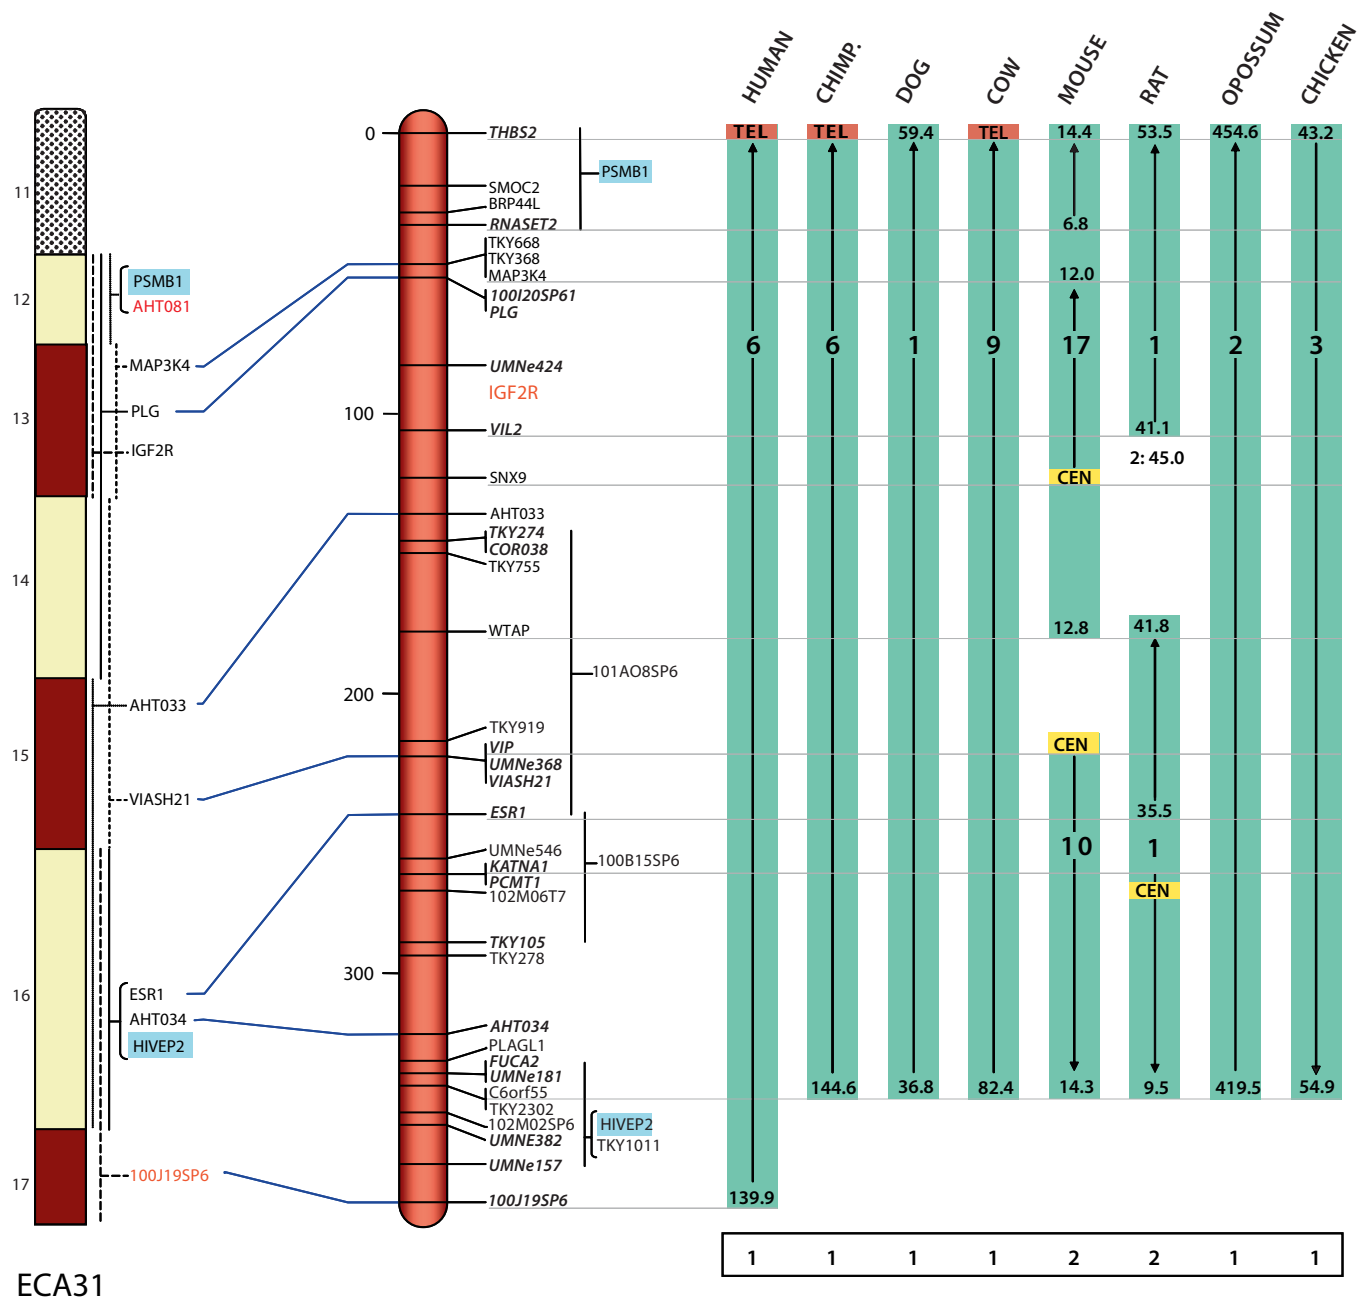 HUMAN
CHIMP.
DOG
COW
MOUSE
RAT
OPOSSUM
CHICKEN
11
12
13
14
15
16
17
PSMB1
AHT081
MAP3K4
PLG
IGF2R
AHT033
VIASH21
ESR1
AHT034
HIVEP2
100J19SP6
0
100
200
300
THBS2
PSMB1
SMOC2
BRP44L
RNASET2
TKY668
TKY368
MAP3K4
100I20SP61
PLG
UMNe424
IGF2R
VIL2
SNX9
AHT033
TKY274
COR038
TKY755
WTAP
101AO8SP6
TKY919
VIP
UMNe368
VIASH21
ESR1
UMNe546
100B15SP6
KATNA1
PCMT1
102M06T7
TKY105
TKY278
AHT034
PLAGL1
FUCA2
UMNe181
C6orf55
TKY2302
102M02SP6
HIVEP2
UMNE382
TKY1011
UMNe157
100J19SP6
TEL TEL 59.4 TEL 14.4 53.5 454.6 43.2
6.8
12.0
6 6 1 9 17 1 2 3
41.1
2: 45.0
CEN
12.8 41.8
CEN
35.5
10 1
CEN
144.6 36.8 82.4 14.3 9.5 419.5 54.9
139.9
1 1 1 1 2 2 1 1
ECA31